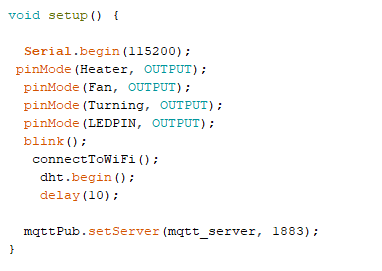 void setup() {
Serial.begin(115200);
pinMode(Heater, OUTPUT);
pinMode(Fan, OUTPUT);
pinMode(Turning, OUTPUT);
pinMode(LEDPIN, OUTPUT);
blink();
connectToWiFi();
dht.begin();
delay(10);
mqttPub.setServer(mqtt_server, 1883);
}